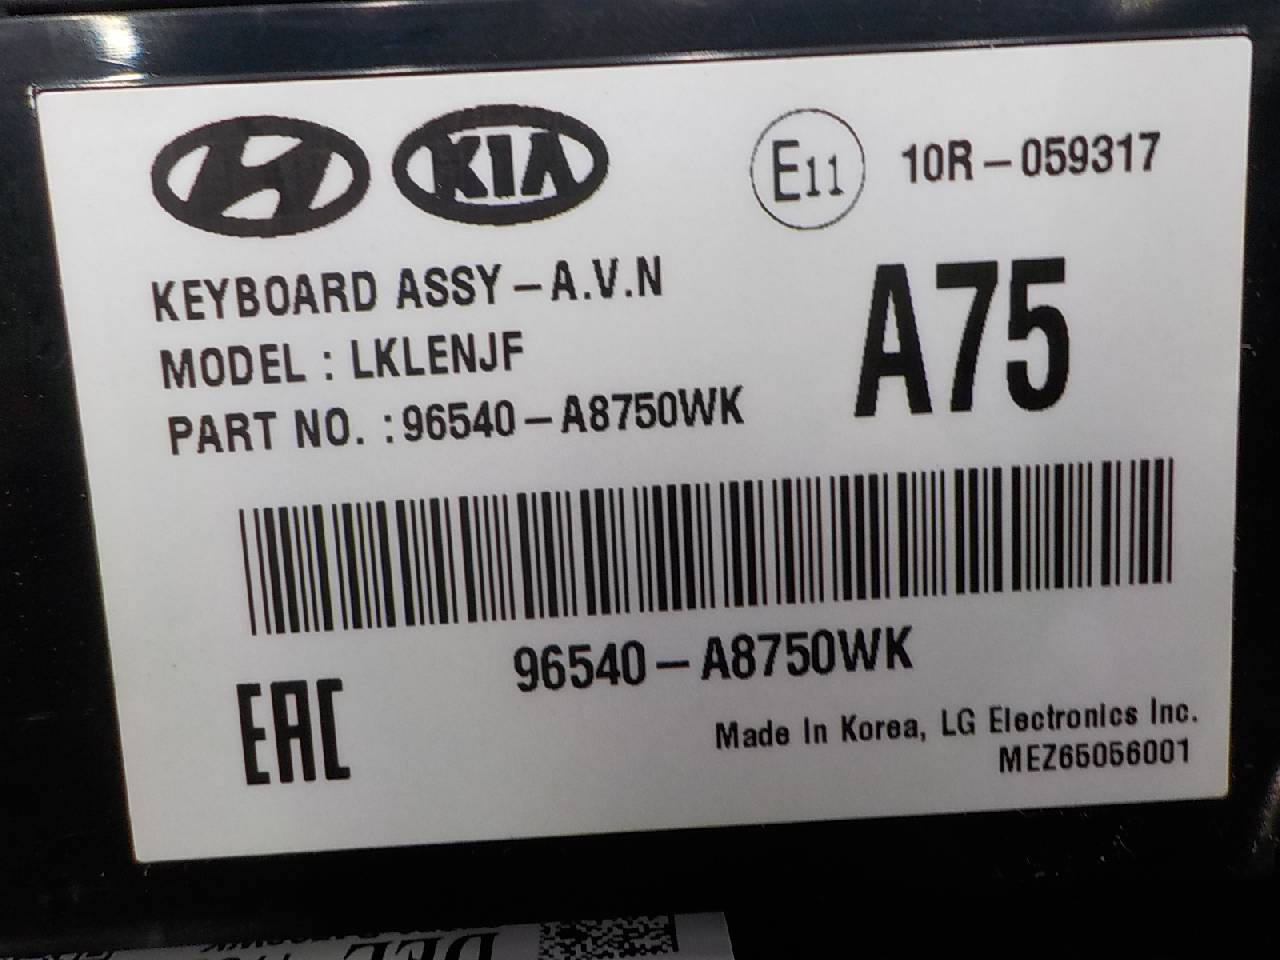 KIA
E11 10R-059317
KEYBOARD ASSY-A.V.N
MODEL : LKLENJF
PART NO. :96540-A8750WK
A75
96540-A8750WK
EAC
Made In Korea, LG Electronics Inc.
MEZ65056001